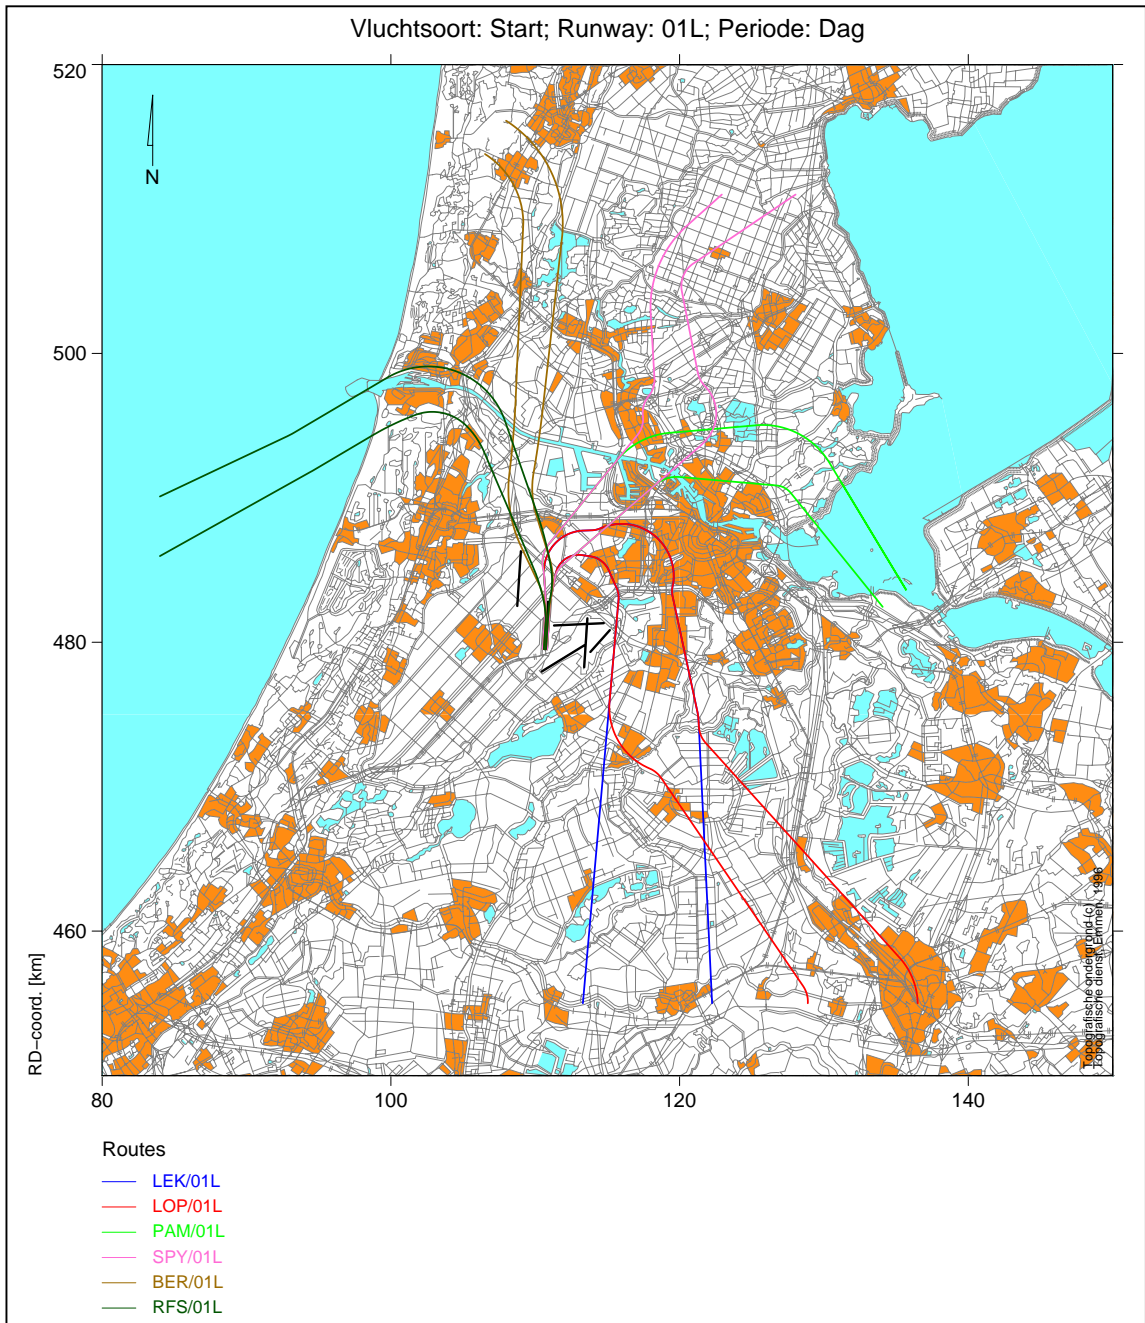 Vluchtsoort: Start; Runway: 01L; Periode: Dag
520
500
480
460
N
RD-coord. [km]
80
100
120
140
Topografische ondergrond (c)
Topografische dienst, Emmen, 1996
Routes
LEK/01L
LOP/01L
PAM/01L
SPY/01L
BER/01L
RFS/01L